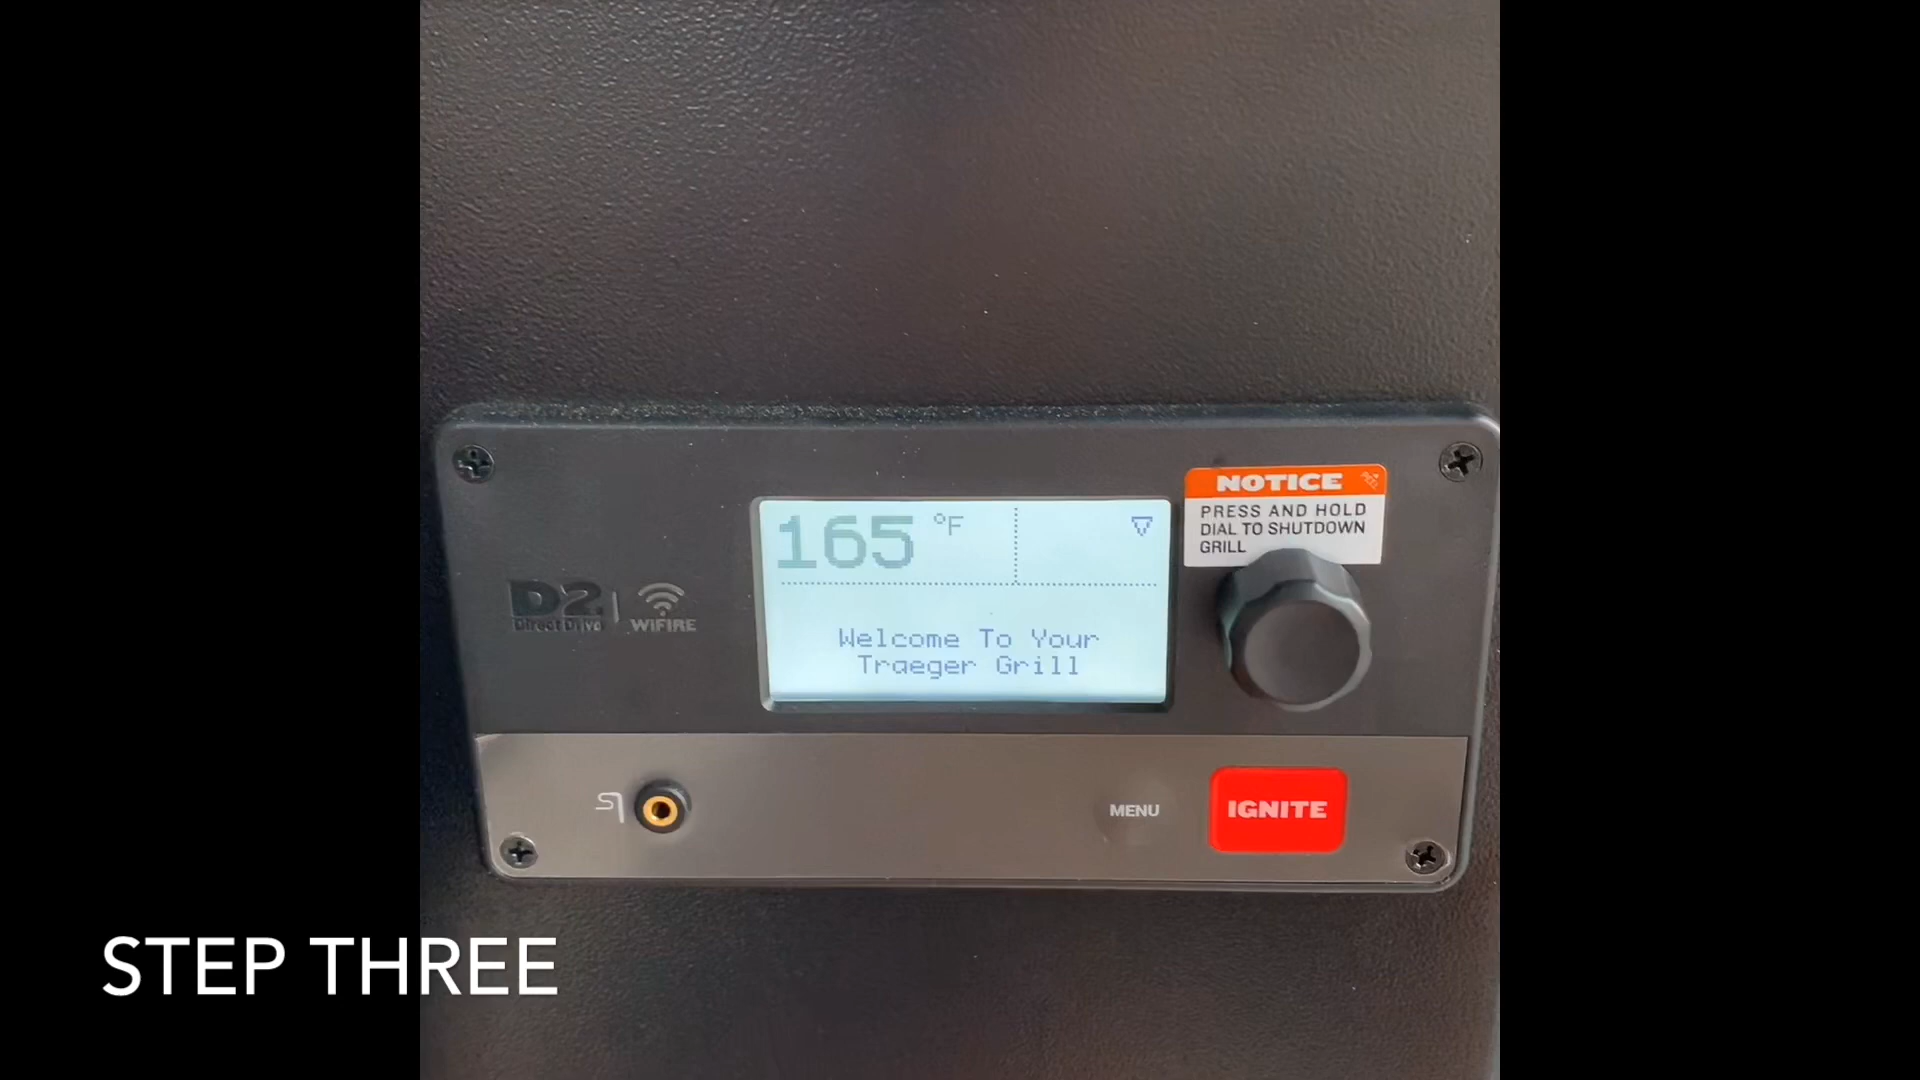 NOTICE
PRESS AND HOLD
DIAL TO SHUTDOWN
GRILL
165 °F
Welcome To Your
Traeger Grill
D2
Direct Drive
WiFIRE
MENU
IGNITE
STEP THREE